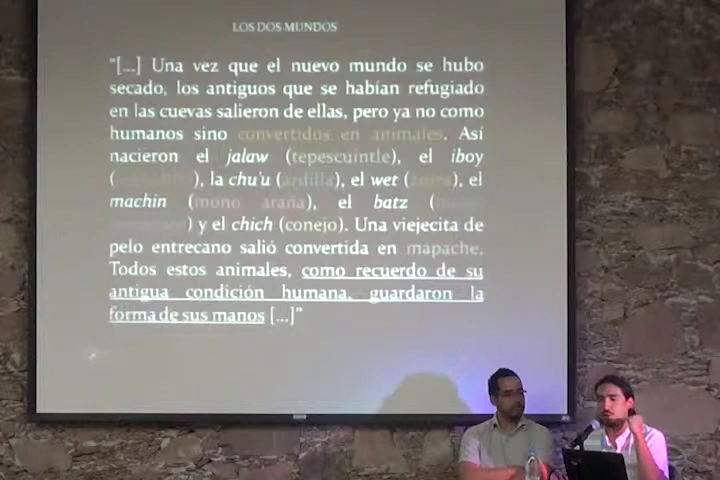 LOS DOS MUNDOS
"[...] Una vez que el nuevo mundo se hubo
secado, los antiguos que se habían refugiado
en las cuevas salieron de ellas, pero ya no como
humanos sino convertidos en animales. Así
nacieron el jalaw (tepescuintle), el iboy
( ), la chu'u (ardilla), el wet (zorra), el
machin (mono araña), el batz (
) y el chich (conejo). Una viejecita de
pelo entrecano salió convertida en mapache.
Todos estos animales, como recuerdo de su
antigua condición humana, guardaron la
forma de sus manos [...]"